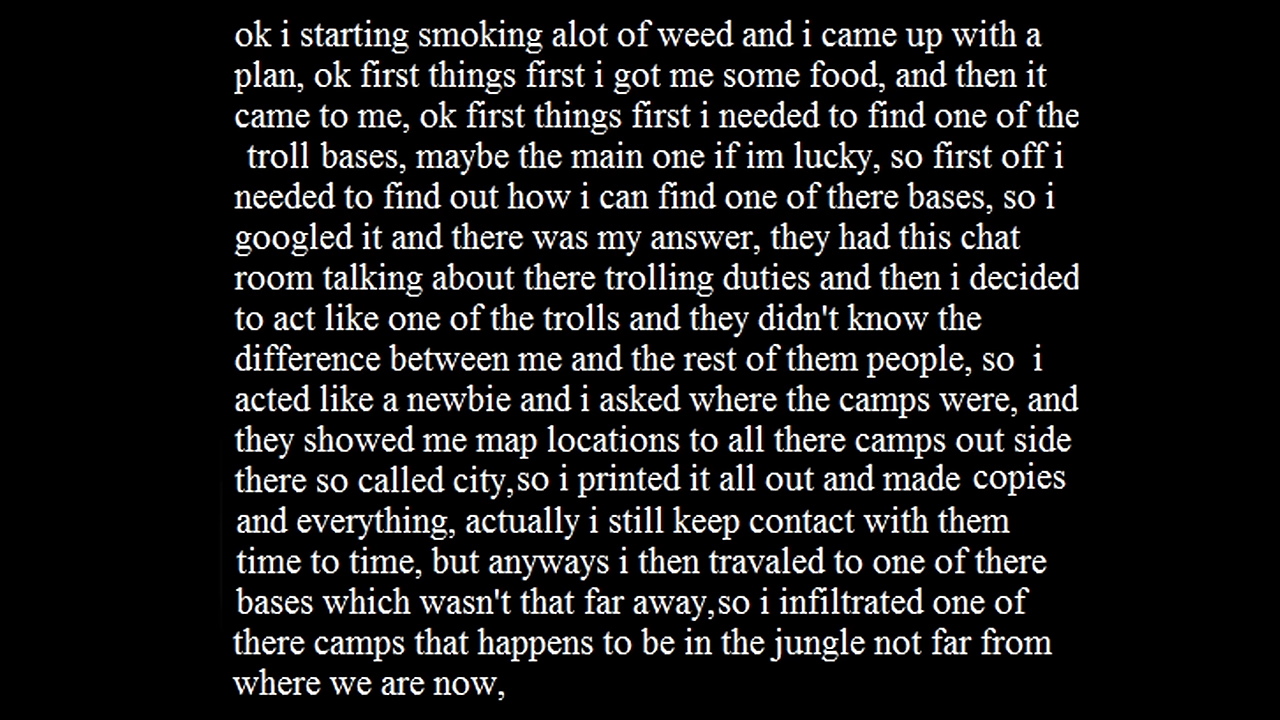 ok i starting smoking alot of weed and i came up with a
plan, ok first things first i got me some food, and then it
came to me, ok first things first i needed to find one of the
troll bases, maybe the main one if im lucky, so first off i
needed to find out how i can find one of there bases, so i
googled it and there was my answer, they had this chat
room talking about there trolling duties and then i decided
to act like one of the trolls and they didn't know the
difference between me and the rest of them people, so i
acted like a newbie and i asked where the camps were, and
they showed me map locations to all there camps out side
there so called city,so i printed it all out and made copies
and everything, actually i still keep contact with them
time to time, but anyways i then travaled to one of there
bases which wasn't that far away,so i infiltrated one of
there camps that happens to be in the jungle not far from
where we are now,